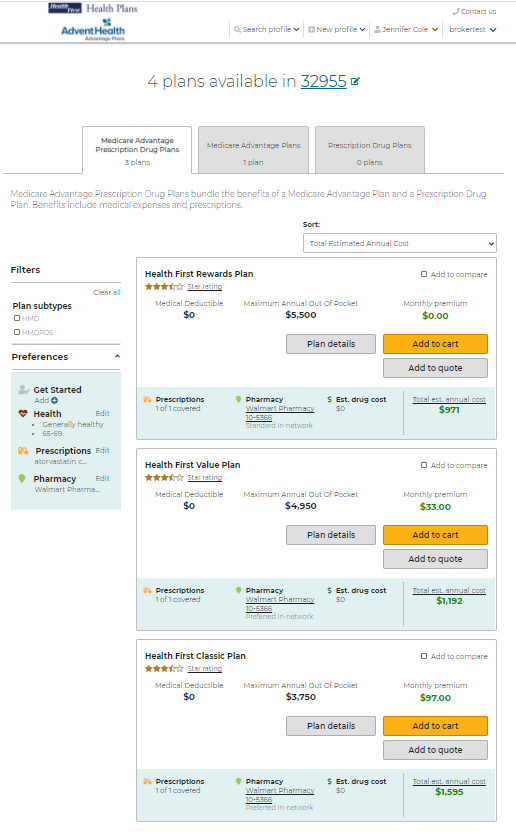 Health First Health Plans
Contact us
AdventHealth
Advantage Plans
Search profile
New profile
Jennifer Cole
brokertest
4 plans available in 32955
Medicare Advantage
Prescription Drug Plans
3 plans
Medicare Advantage Plans
1 plan
Prescription Drug Plans
0 plans
Medicare Advantage Prescription Drug Plans bundle the benefits of a Medicare Advantage Plan and a Prescription Drug
Plan. Benefits include medical expenses and prescriptions.
Sort:
Total Estimated Annual Cost
Filters
Clear all
Plan subtypes
HMO
HMOPOS
Preferences
Get Started
Add
Health Edit
Generally healthy
65-69
Prescriptions Edit
atorvastatin c...
Pharmacy Edit
Walmart Pharma...
Health First Rewards Plan
Add to compare
Star rating
Medical Deductible
$0
Maximum Annual Out Of Pocket
$5,500
Monthly premium
$0.00
Plan details
Add to cart
Add to quote
Prescriptions
1 of 1 covered
Pharmacy
Walmart Pharmacy
10-5366
Standard In-network
$ Est. drug cost
$0
Total est. annual cost
$971
Health First Value Plan
Add to compare
Star rating
Medical Deductible
$0
Maximum Annual Out Of Pocket
$4,950
Monthly premium
$33.00
Plan details
Add to cart
Add to quote
Prescriptions
1 of 1 covered
Pharmacy
Walmart Pharmacy
10-5366
Preferred In-network
$ Est. drug cost
$0
Total est. annual cost
$1,192
Health First Classic Plan
Add to compare
Star rating
Medical Deductible
$0
Maximum Annual Out Of Pocket
$3,750
Monthly premium
$97.00
Plan details
Add to cart
Add to quote
Prescriptions
1 of 1 covered
Pharmacy
Walmart Pharmacy
10-5366
Preferred In-network
$ Est. drug cost
$0
Total est. annual cost
$1,595